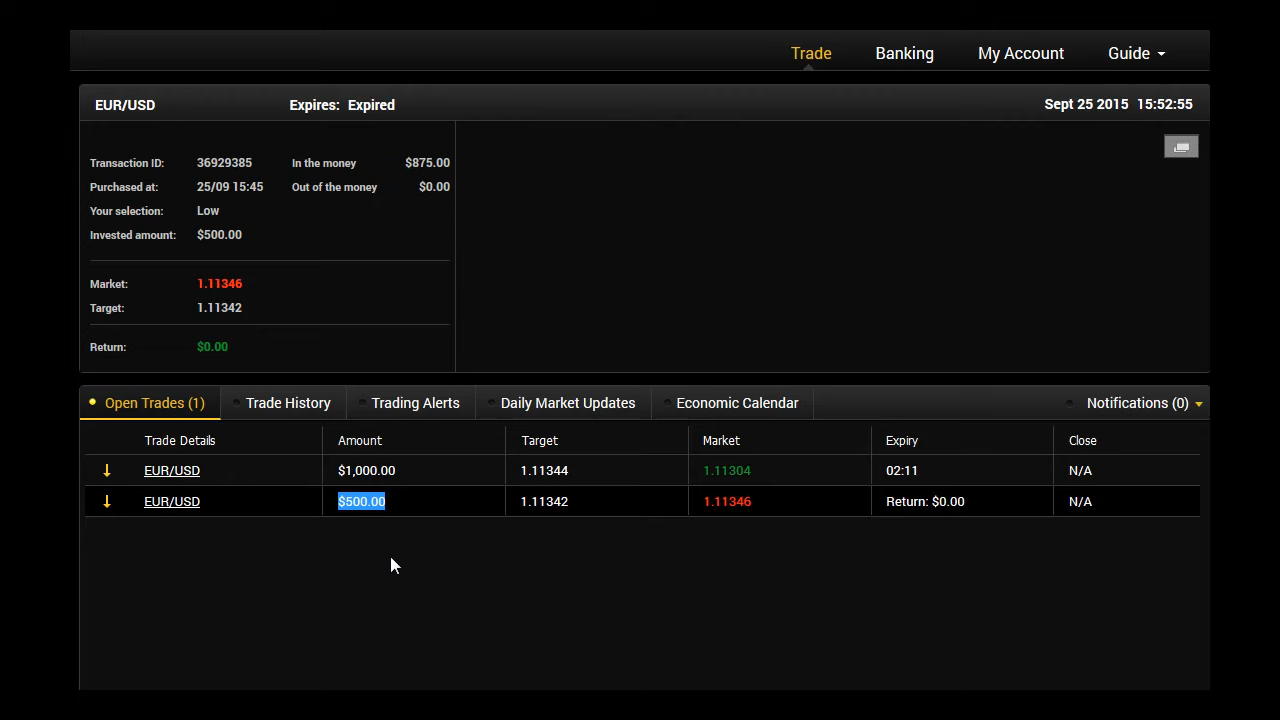 Trade Banking My Account Guide
EUR/USD Expires: Expired Sept 25 2015 15:52:55
Transaction ID: 36929385 In the money $875.00
Purchased at: 25/09 15:45 Out of the money $0.00
Your selection: Low
Invested amount: $500.00
Market: 1.11346
Target: 1.11342
Return: $0.00
Open Trades (1) Trade History Trading Alerts Daily Market Updates Economic Calendar Notifications (0)
Trade Details Amount Target Market Expiry Close
EUR/USD $1,000.00 1.11344 1.11304 02:11 N/A
EUR/USD $500.00 1.11342 1.11346 Return: $0.00 N/A